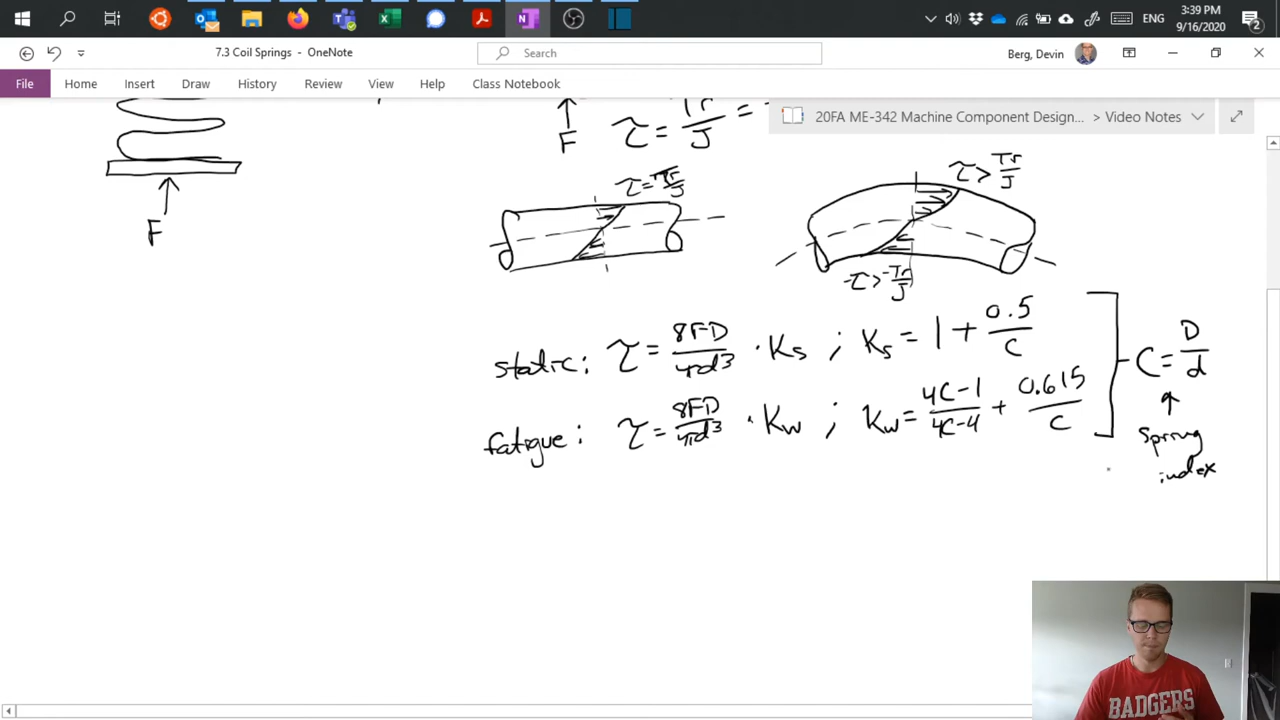 3:39 PM
ENG
9/16/2020
2
7.3 Coil Springs - OneNote
Search
Berg, Devin
File
Home
Insert
Draw
History
Review
View
Help
Class Notebook
20FA ME-342 Machine Component Design...
> Video Notes
F
F
τ = Tr/J =
τ = Tr/J
τ > Tr/J
-τ > -Tr/J
static: τ = 8FD/πd³ · Ks ; Ks = 1 + 0.5/C
fatigue: τ = 8FD/πd³ · Kw ; Kw = 4C-1/4C-4 + 0.615/C
C = D/d
↑
spring
index
BADGERS